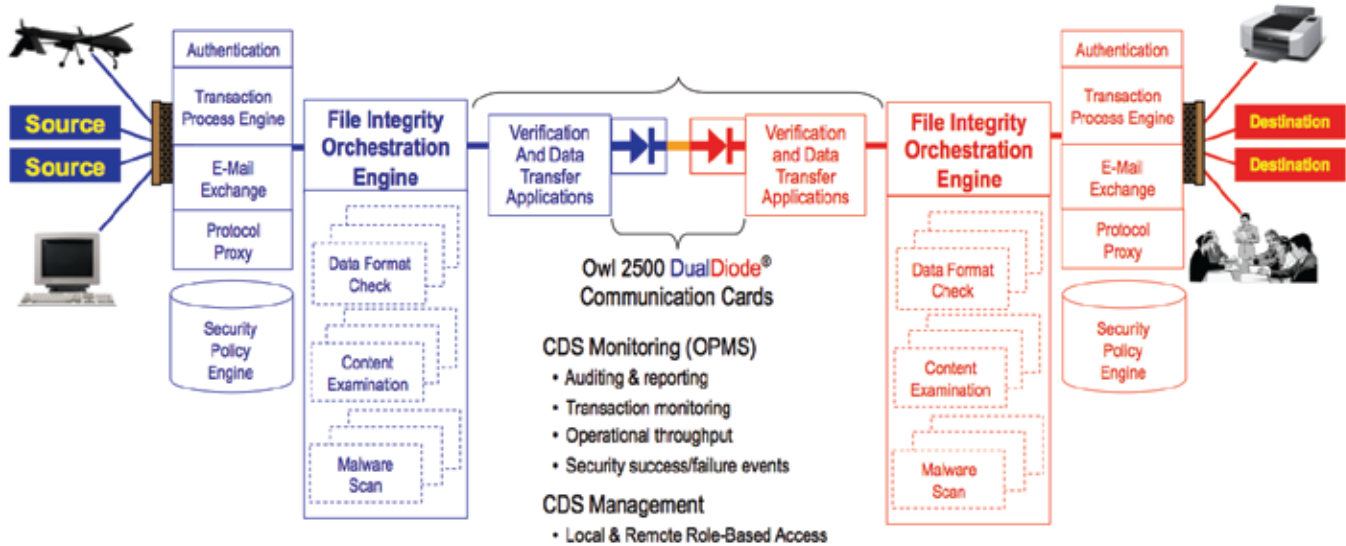 Authentication
Transaction
Process Engine
E-Mail
Exchange
Protocol
Proxy
Security
Policy
Engine
Source
Source
File Integrity
Orchestration
Engine
Data Format
Check
Content
Examination
Malware
Scan
Verification
And Data
Transfer
Applications
Verification
and Data
Transfer
Applications
Owl 2500 DualDiode®
Communication Cards
CDS Monitoring (OPMS)
• Auditing & reporting
• Transaction monitoring
• Operational throughput
• Security success/failure events
CDS Management
• Local & Remote Role-Based Access
File Integrity
Orchestration
Engine
Data Format
Check
Content
Examination
Malware
Scan
Authentication
Transaction
Process Engine
E-Mail
Exchange
Protocol
Proxy
Security
Policy
Engine
Destination
Destination